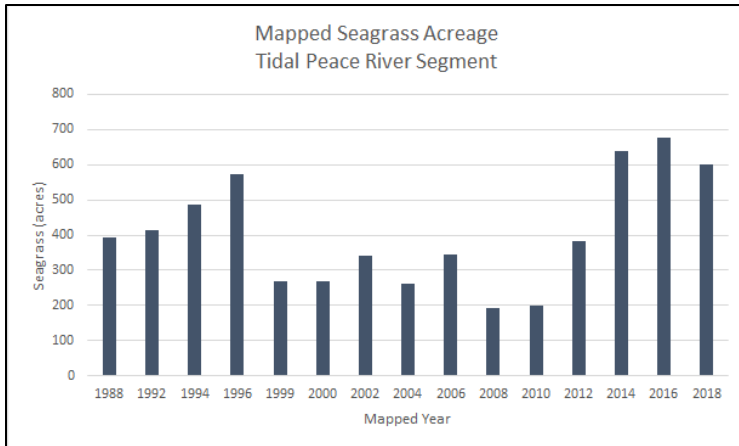 Mapped Seagrass Acreage
Tidal Peace River Segment
800
700
600
500
400
300
200
100
0
Seagrass (acres)
1988 1992 1994 1996 1999 2000 2002 2004 2006 2008 2010 2012 2014 2016 2018
Mapped Year